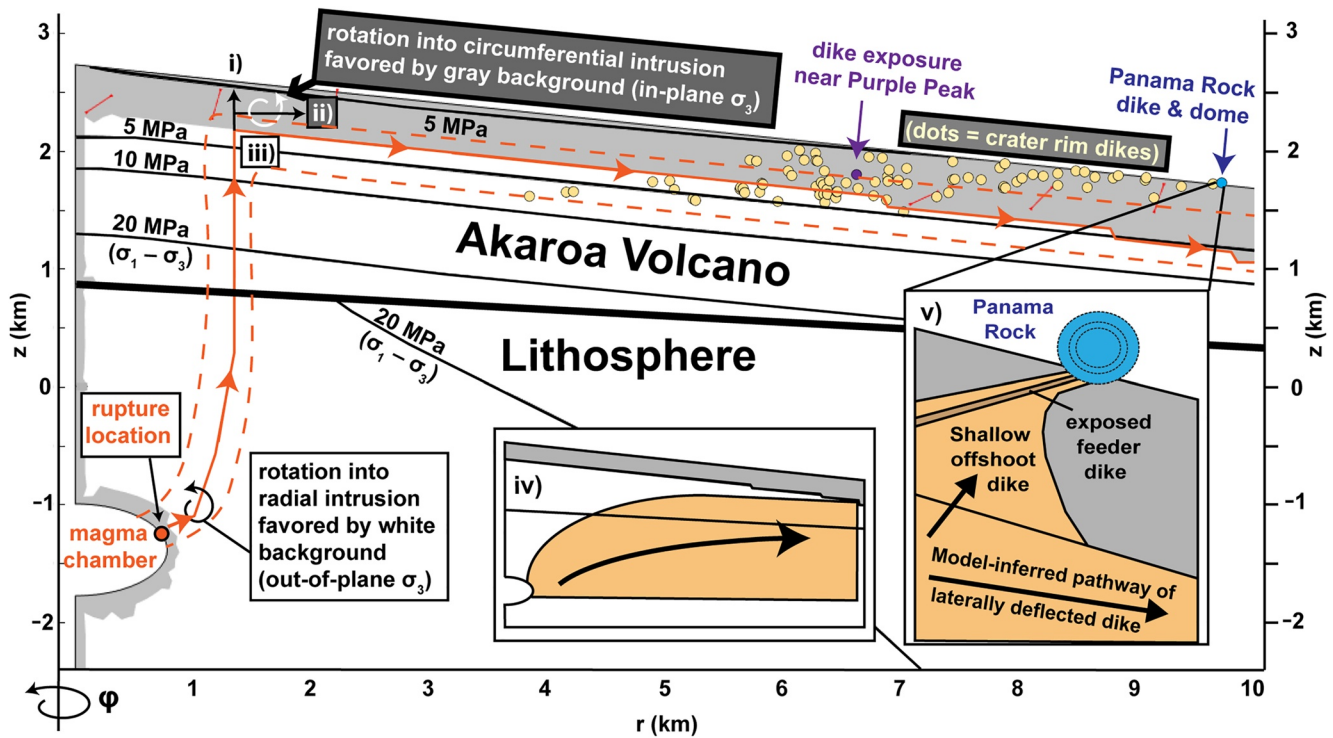 3
2
1
0
−1
−2
z (km)
i)
rotation into circumferential intrusion
favored by gray background (in-plane σ3)
ii)
iii)
5 MPa
5 MPa
10 MPa
20 MPa
(σ1 − σ3)
dike exposure
near Purple Peak
Panama Rock
dike & dome
(dots = crater rim dikes)
Akaroa Volcano
Lithosphere
20 MPa
(σ1 − σ3)
rupture
location
magma
chamber
rotation into
radial intrusion
favored by white
background
(out-of-plane σ3)
iv)
v)
Panama
Rock
exposed
feeder
dike
Shallow
offshoot
dike
Model-inferred pathway of
laterally deflected dike
3
2
1
0
−1
−2
z (km)
φ
1
2
3
4
5
6
7
8
9
10
r (km)